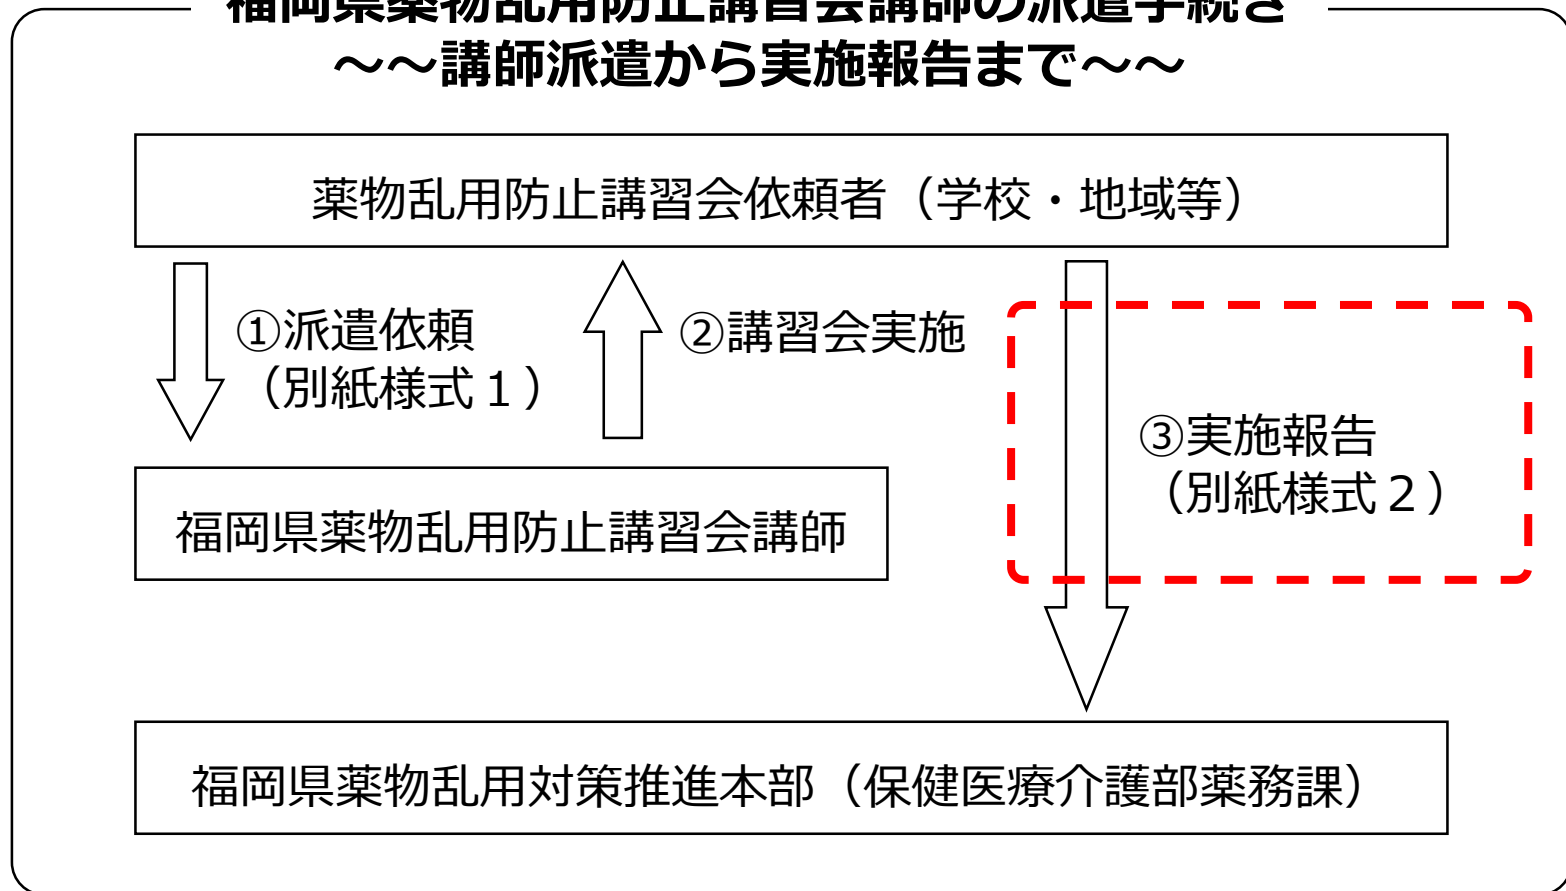 福岡県薬物乱用防止講習会講師の派遣手続き
～～講師派遣から実施報告まで～～
薬物乱用防止講習会依頼者（学校・地域等）
①派遣依頼
（別紙様式１）
②講習会実施
③実施報告
（別紙様式２）
福岡県薬物乱用防止講習会講師
福岡県薬物乱用対策推進本部（保健医療介護部薬務課）